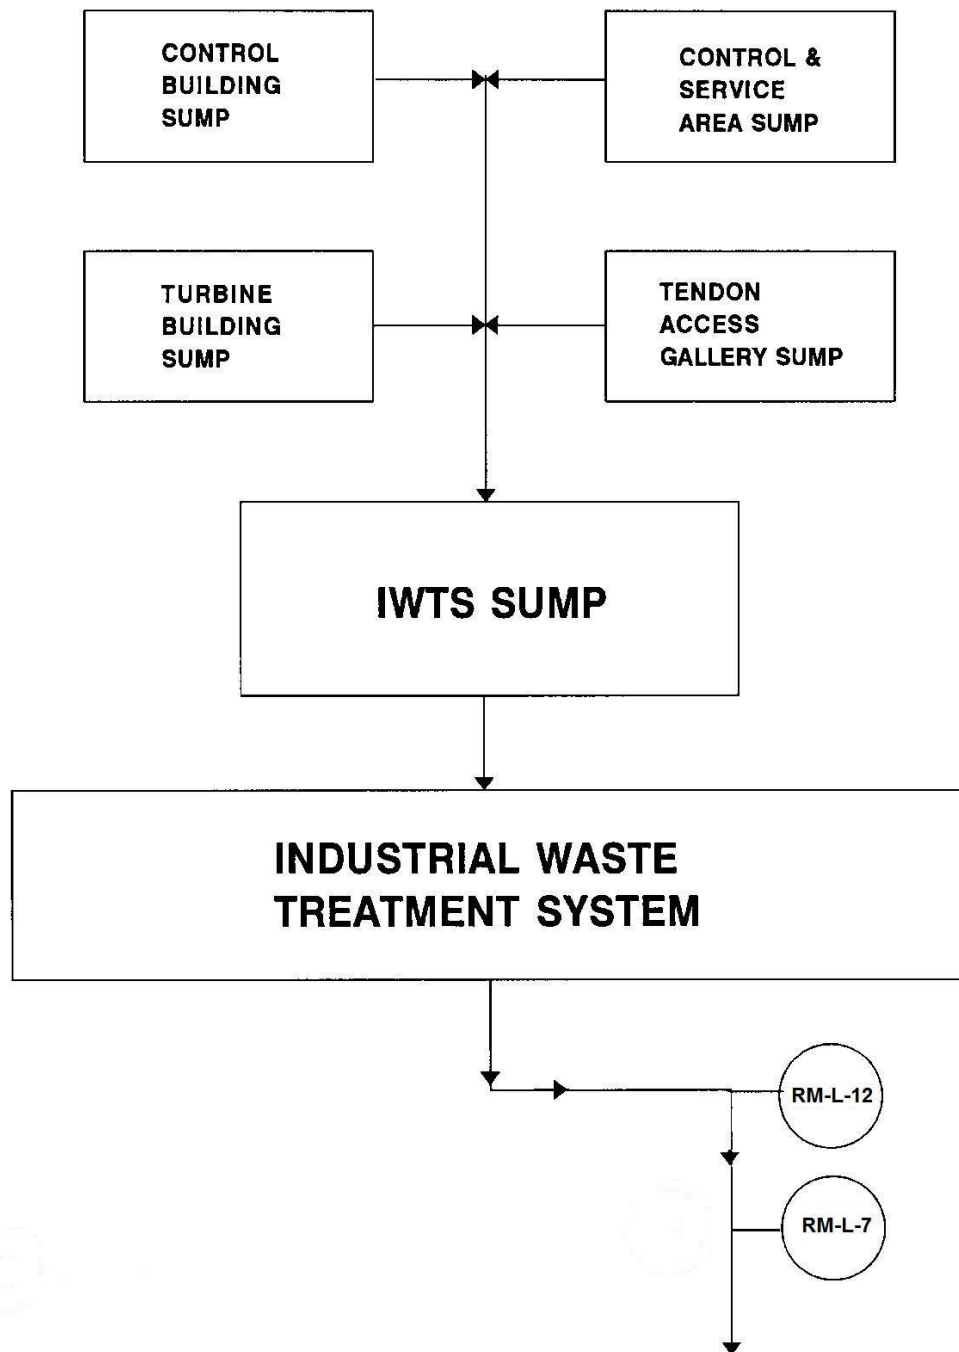 CONTROL
BUILDING
SUMP
CONTROL &
SERVICE
AREA SUMP
TURBINE
BUILDING
SUMP
TENDON
ACCESS
GALLERY SUMP
IWTS SUMP
INDUSTRIAL WASTE
TREATMENT SYSTEM
RM-L-12
RM-L-7